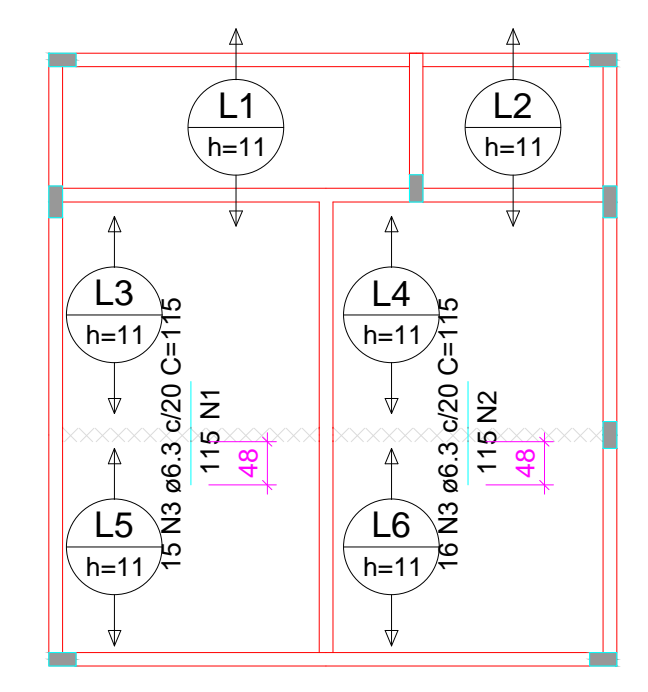 L1
h=11
L2
h=11
L3
h=11
L4
h=11
15 N3 ø6.3 c/20 C=115
115 N1
48
16 N3 ø6.3 c/20 C=115
115 N2
48
L5
h=11
L6
h=11